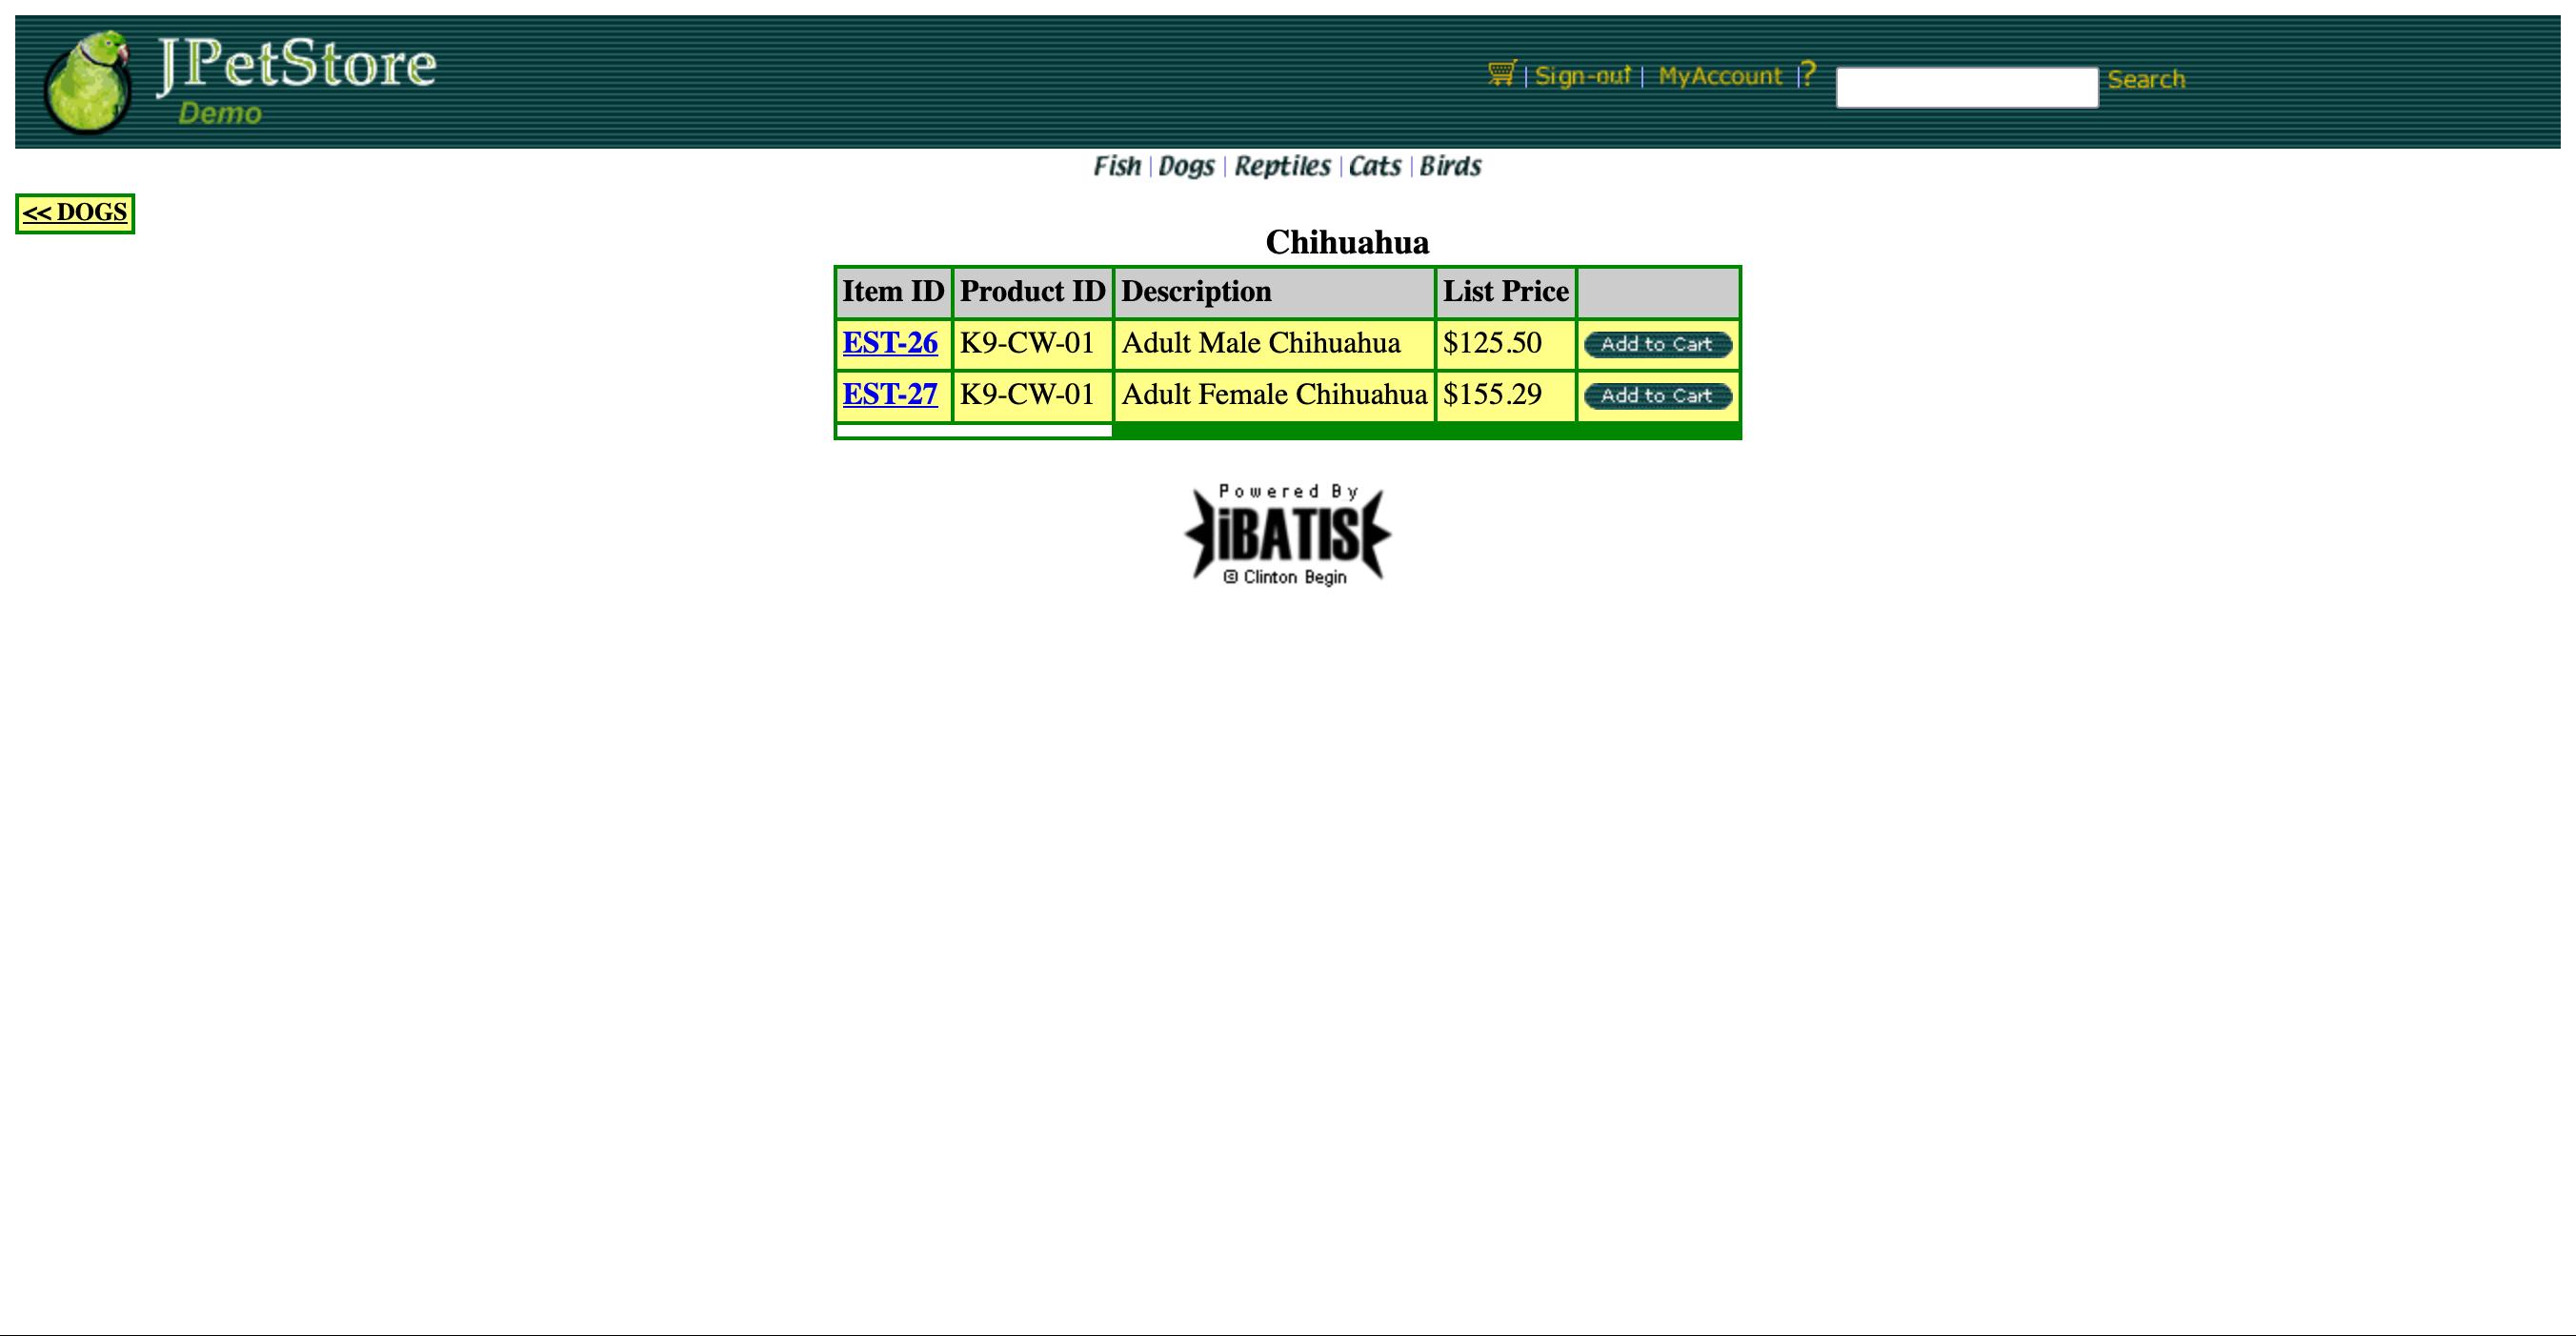 JPetStore
Demo
| Sign-out | MyAccount | ? Search
Fish | Dogs | Reptiles | Cats | Birds
<< DOGS
Chihuahua
Item ID Product ID Description List Price
EST-26 K9-CW-01 Adult Male Chihuahua $125.50 Add to Cart
EST-27 K9-CW-01 Adult Female Chihuahua $155.29 Add to Cart
Powered By
iBATIS
© Clinton Begin